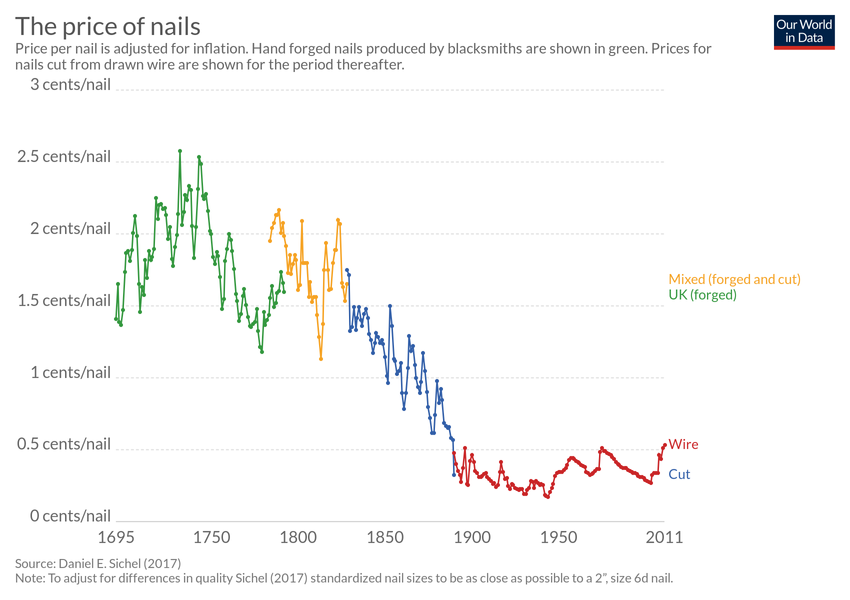 The price of nails
Our World
in Data
Price per nail is adjusted for inflation. Hand forged nails produced by blacksmiths are shown in green. Prices for
nails cut from drawn wire are shown for the period thereafter.
3 cents/nail
2.5 cents/nail
2 cents/nail
Mixed (forged and cut)
UK (forged)
1.5 cents/nail
1 cents/nail
0.5 cents/nail
Wire
Cut
0 cents/nail
1695 1750 1800 1850 1900 1950 2011
Source: Daniel E. Sichel (2017)
Note: To adjust for differences in quality Sichel (2017) standardized nail sizes to be as close as possible to a 2”, size 6d nail.